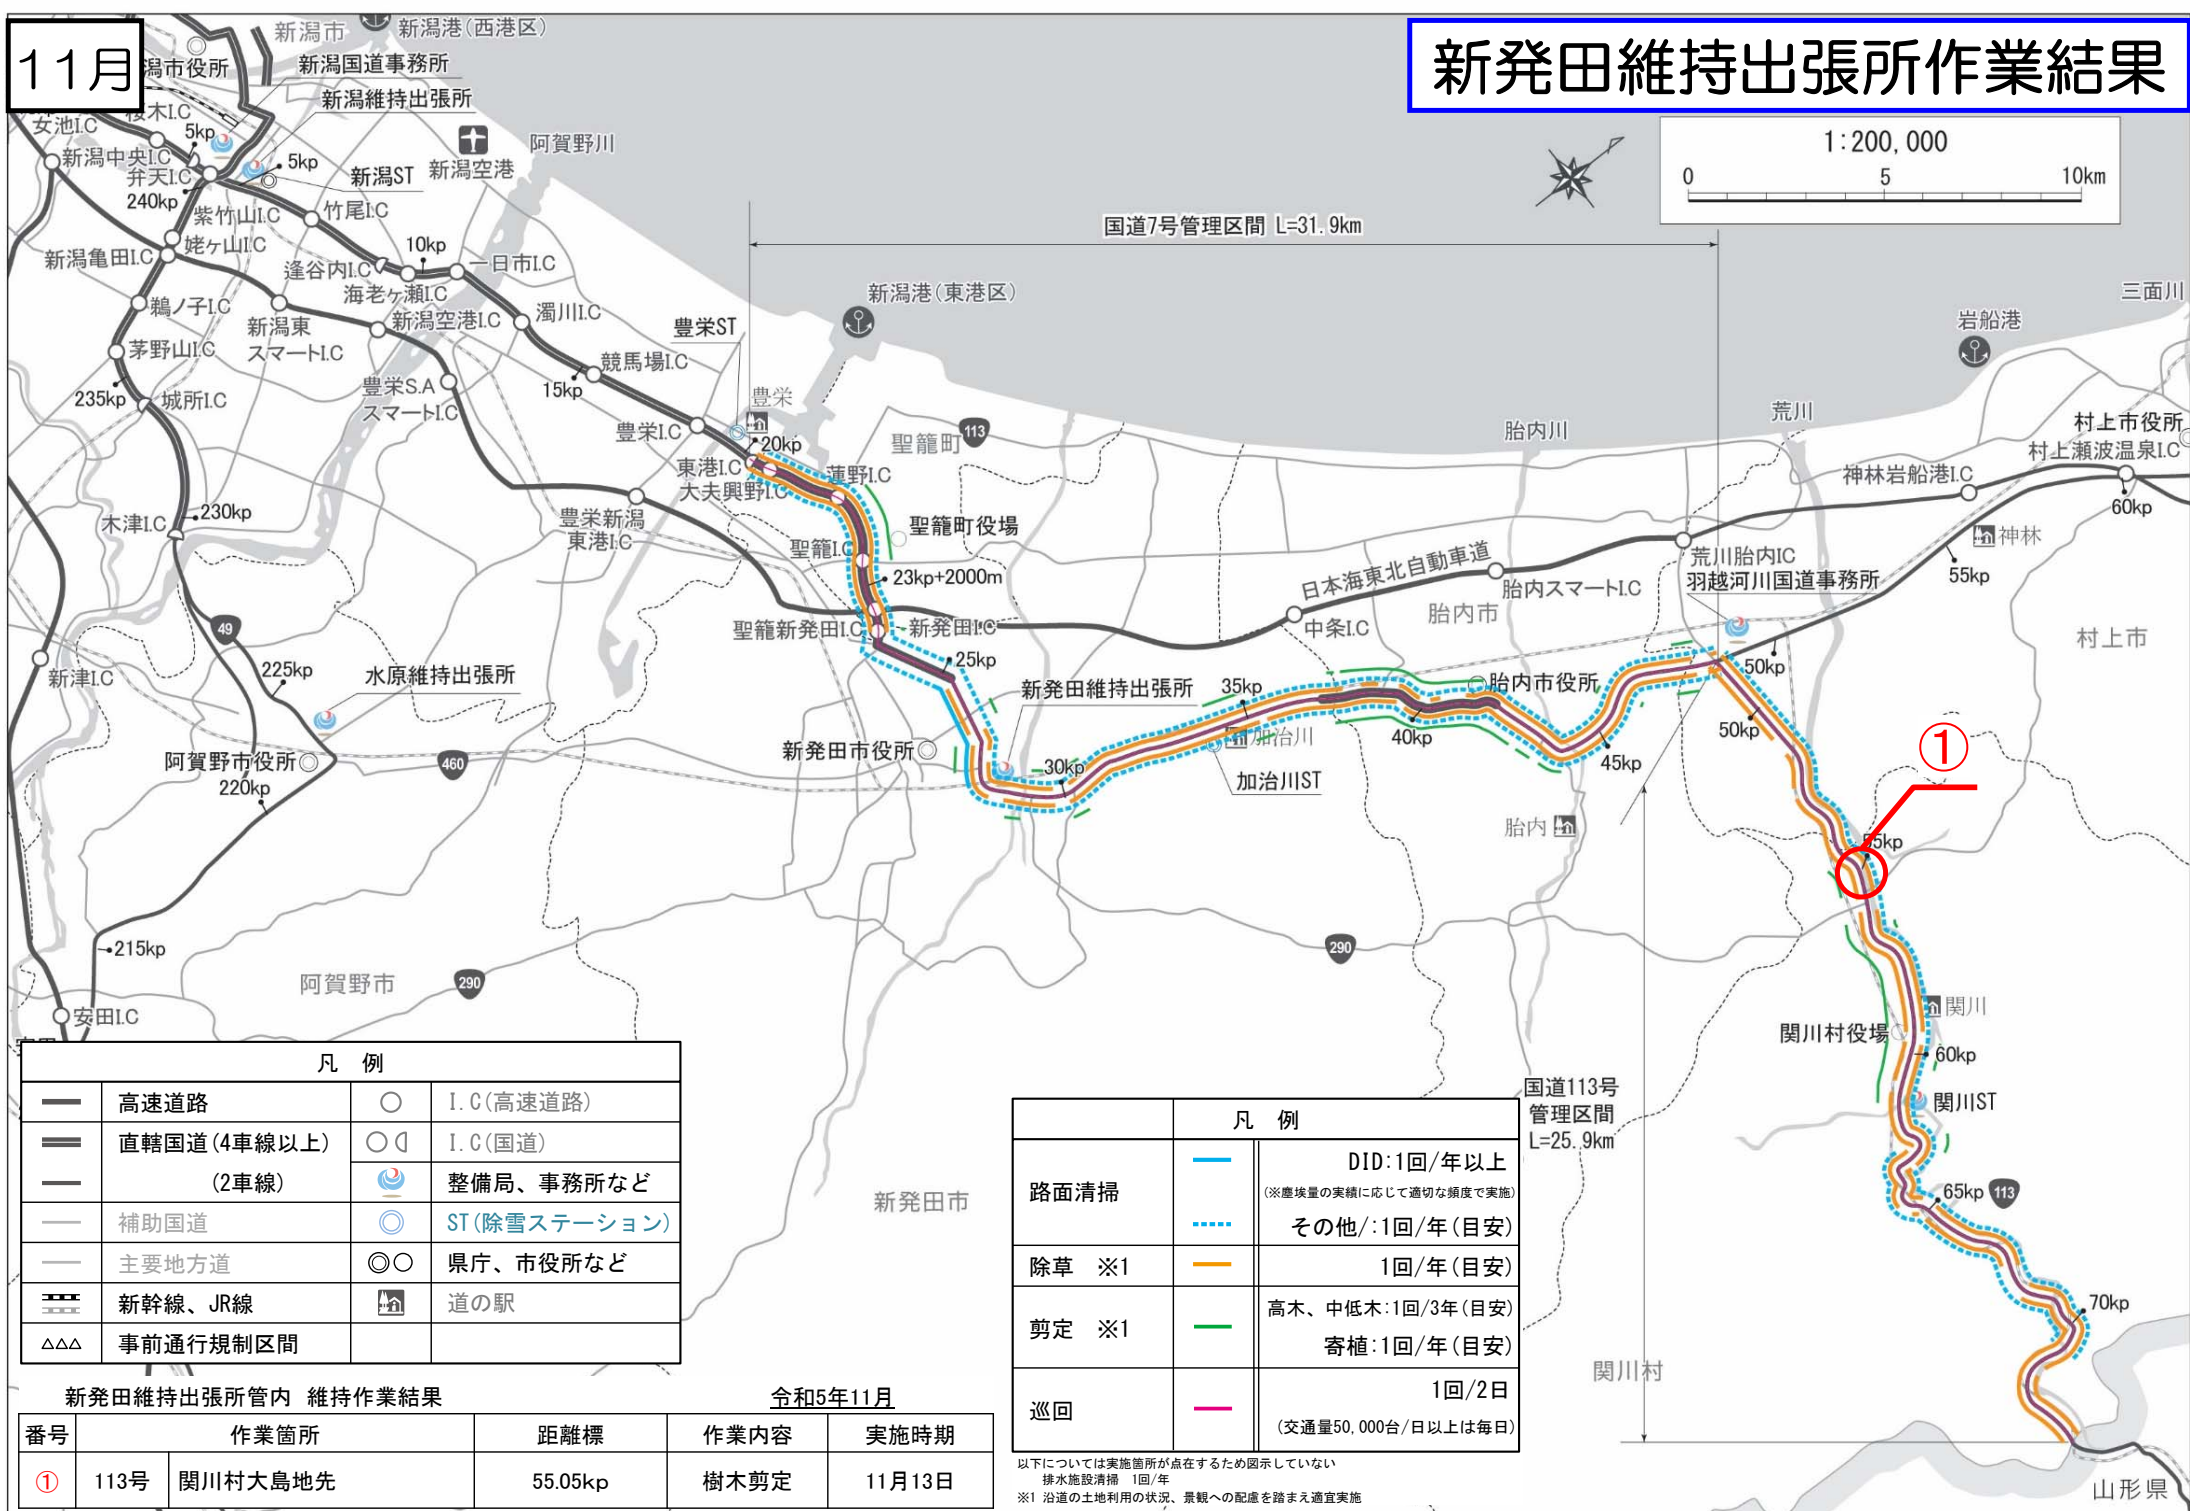 11月
新発田維持出張所作業結果
新潟市
新潟港(西港区)
潟市役所
新潟国道事務所
新潟維持出張所
桜木I.C
女池I.C
5kp
新潟中央I.C
弁天I.C
5kp
新潟ST
新潟空港
阿賀野川
240kp
紫竹山I.C
竹尾I.C
姥ヶ山I.C
新潟亀田I.C
10kp
逢谷内I.C
一日市I.C
海老ヶ瀬I.C
鵜ノ子I.C
新潟東
スマートI.C
新潟空港I.C
濁川I.C
茅野山I.C
競馬場I.C
15kp
豊栄S.A
スマートI.C
235kp
城所I.C
豊栄ST
新潟港(東港区)
国道7号管理区間 L=31.9km
1:200,000
0 5 10km
三面川
岩船港
荒川
胎内川
村上市役所
村上瀬波温泉I.C
神林岩船港I.C
60kp
神林
55kp
豊栄
豊栄I.C
20kp
聖籠町
113
東港I.C
蓮野I.C
大夫興野I.C
木津I.C
230kp
豊栄新潟
東港I.C
聖籠I.C
聖籠町役場
23kp+2000m
日本海東北自動車道
胎内スマートI.C
荒川胎内IC
羽越河川国道事務所
聖籠新発田I.C
新発田I.C
中条I.C
胎内市
村上市
49
新津I.C
225kp
水原維持出張所
25kp
新発田維持出張所
35kp
胎内市役所
50kp
40kp
45kp
50kp
加治川
加治川ST
新発田市役所
30kp
阿賀野市役所
220kp
460
胎内
①
55kp
215kp
阿賀野市
290
290
安田I.C
関川
関川村役場
60kp
関川ST
国道113号
管理区間
L=25.9km
新発田市
65kp
113
70kp
関川村
山形県
凡 例
高速道路 I.C(高速道路)
直轄国道(4車線以上) I.C(国道)
(2車線) 整備局、事務所など
補助国道 ST(除雪ステーション)
主要地方道 県庁、市役所など
新幹線、JR線 道の駅
事前通行規制区間
凡 例
路面清掃 DID:1回/年以上
(※塵埃量の実績に応じて適切な頻度で実施)
その他/:1回/年(目安)
除草 ※1 1回/年(目安)
剪定 ※1 高木、中低木:1回/3年(目安)
寄植:1回/年(目安)
巡回 1回/2日
(交通量50,000台/日以上は毎日)
以下については実施箇所が点在するため図示していない
排水施設清掃 1回/年
※1 沿道の土地利用の状況、景観への配慮を踏まえ適宜実施
新発田維持出張所管内 維持作業結果 令和5年11月
番号 作業箇所 距離標 作業内容 実施時期
① 113号 関川村大島地先 55.05kp 樹木剪定 11月13日